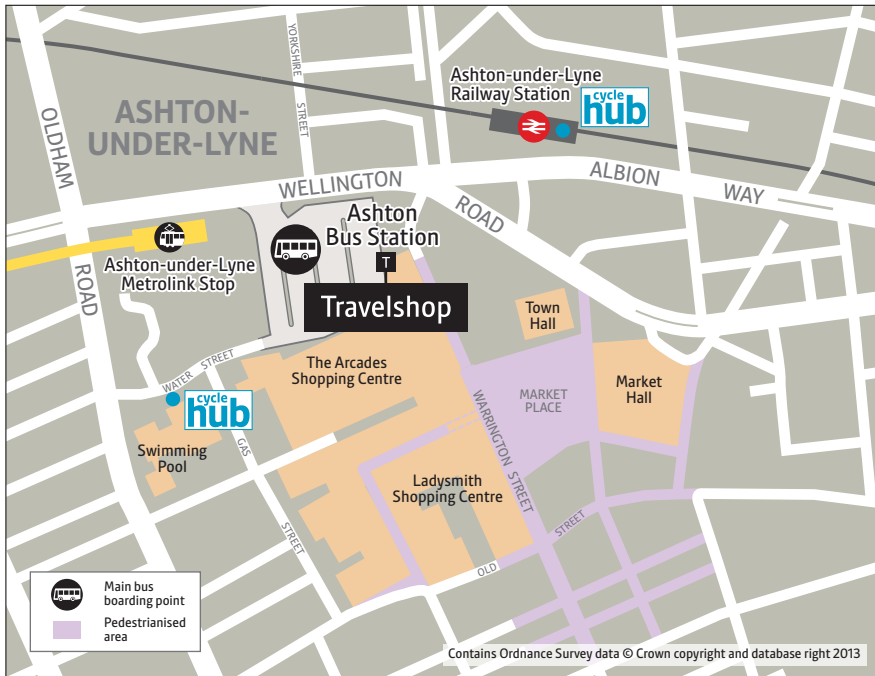 YORKSHIRE
STREET
Ashton-under-Lyne
Railway Station
cycle
hub
ASHTON-
UNDER-LYNE
OLDHAM
ROAD
WELLINGTON
ROAD
ALBION
WAY
Ashton
Bus Station
T
Travelshop
Ashton-under-Lyne
Metrolink Stop
Town
Hall
WATER STREET
The Arcades
Shopping Centre
MARKET
PLACE
Market
Hall
cycle
hub
Swimming
Pool
GAS
STREET
WARRINGTON STREET
Ladysmith
Shopping Centre
OLD
STREET
Main bus
boarding point
Pedestrianised
area
Contains Ordnance Survey data © Crown copyright and database right 2013